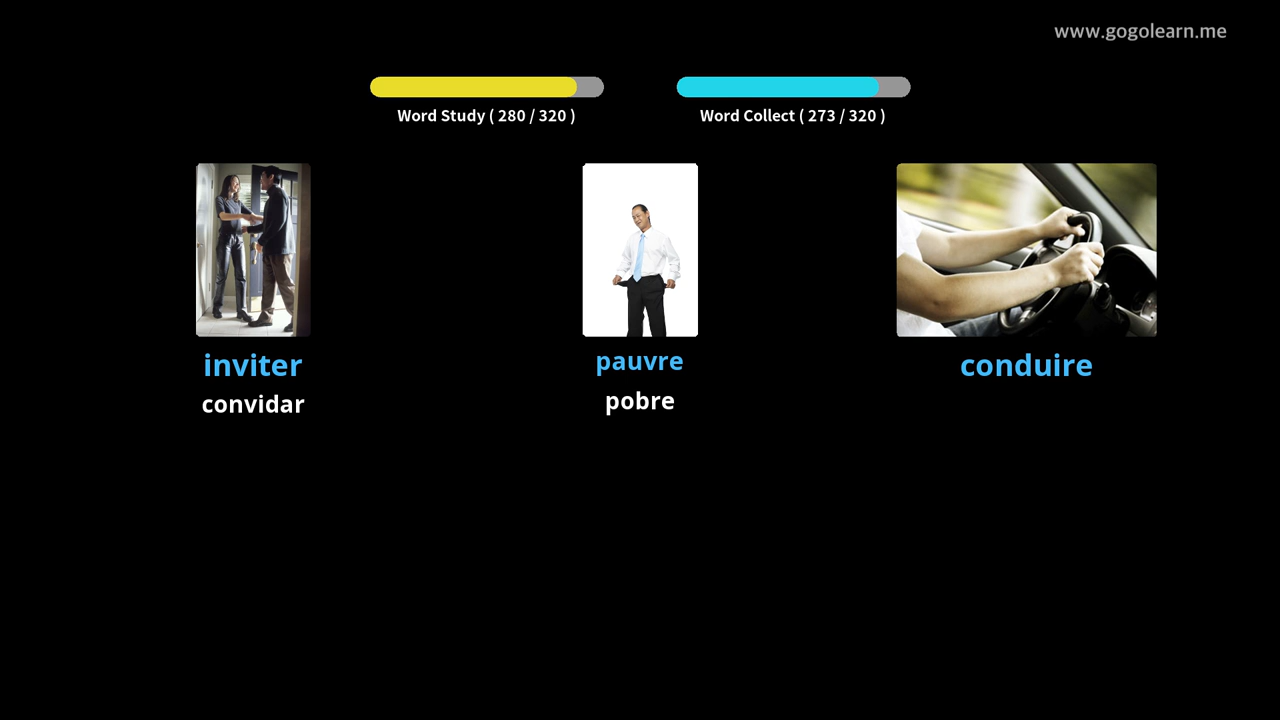 www.gogolearn.me
Word Study ( 280 / 320 )
Word Collect ( 273 / 320 )
inviter
convidar
pauvre
pobre
conduire